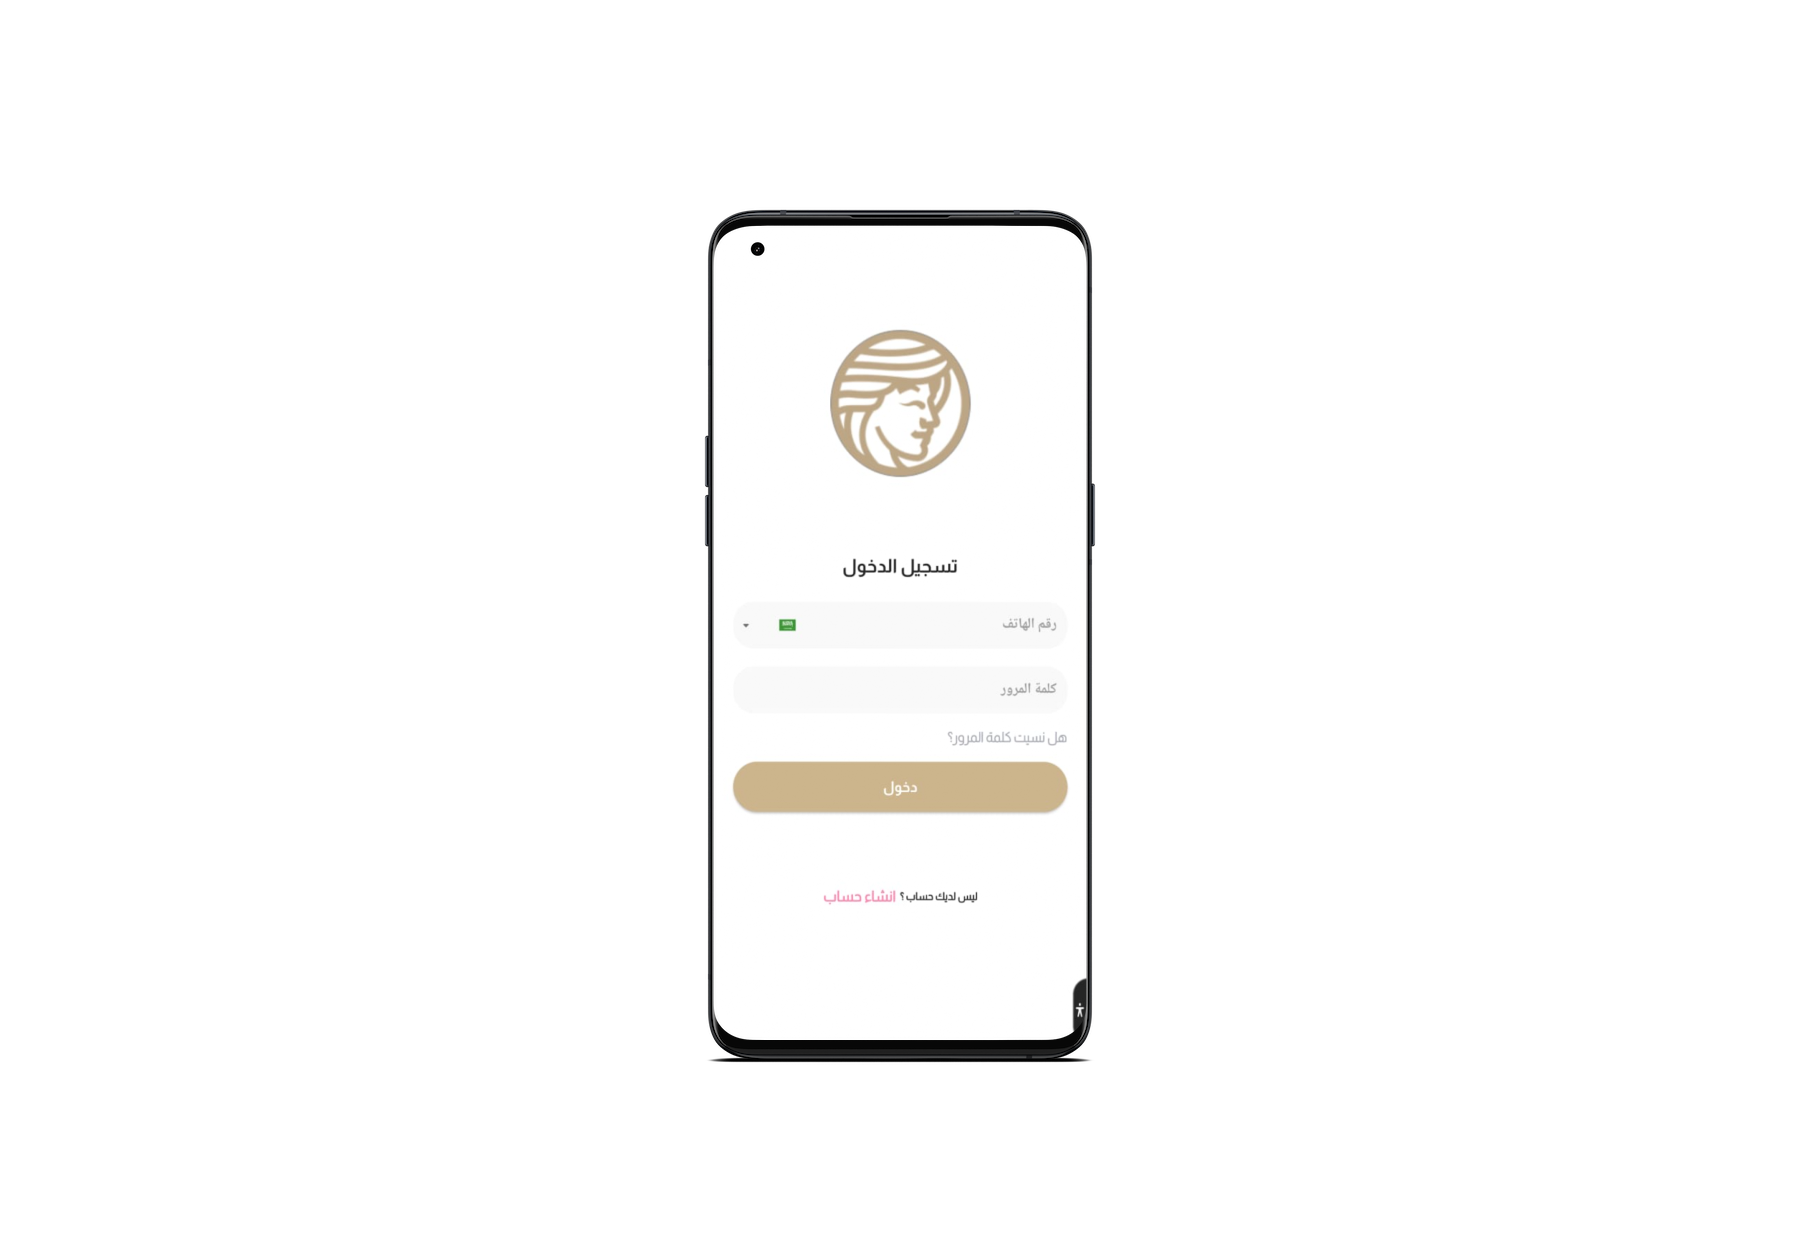 تسجيل الدخول
رقم الهاتف
كلمة المرور
هل نسيت كلمة المرور؟
دخول
ليس لديك حساب ؟ انشاء حساب